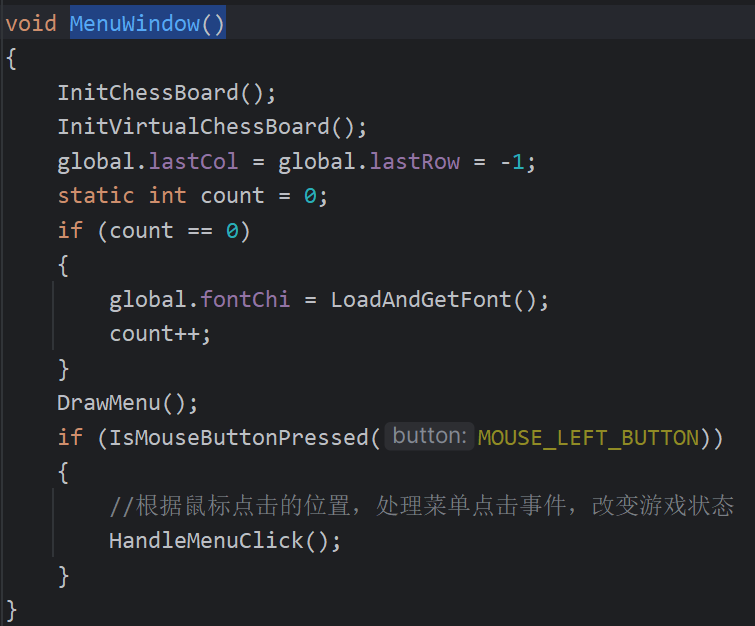 void MenuWindow()
{
    InitChessBoard();
    InitVirtualChessBoard();
    global.lastCol = global.lastRow = -1;
    static int count = 0;
    if (count == 0)
    {
        global.fontChi = LoadAndGetFont();
        count++;
    }
    DrawMenu();
    if (IsMouseButtonPressed( button: MOUSE_LEFT_BUTTON))
    {
        //根据鼠标点击的位置，处理菜单点击事件，改变游戏状态
        HandleMenuClick();
    }
}